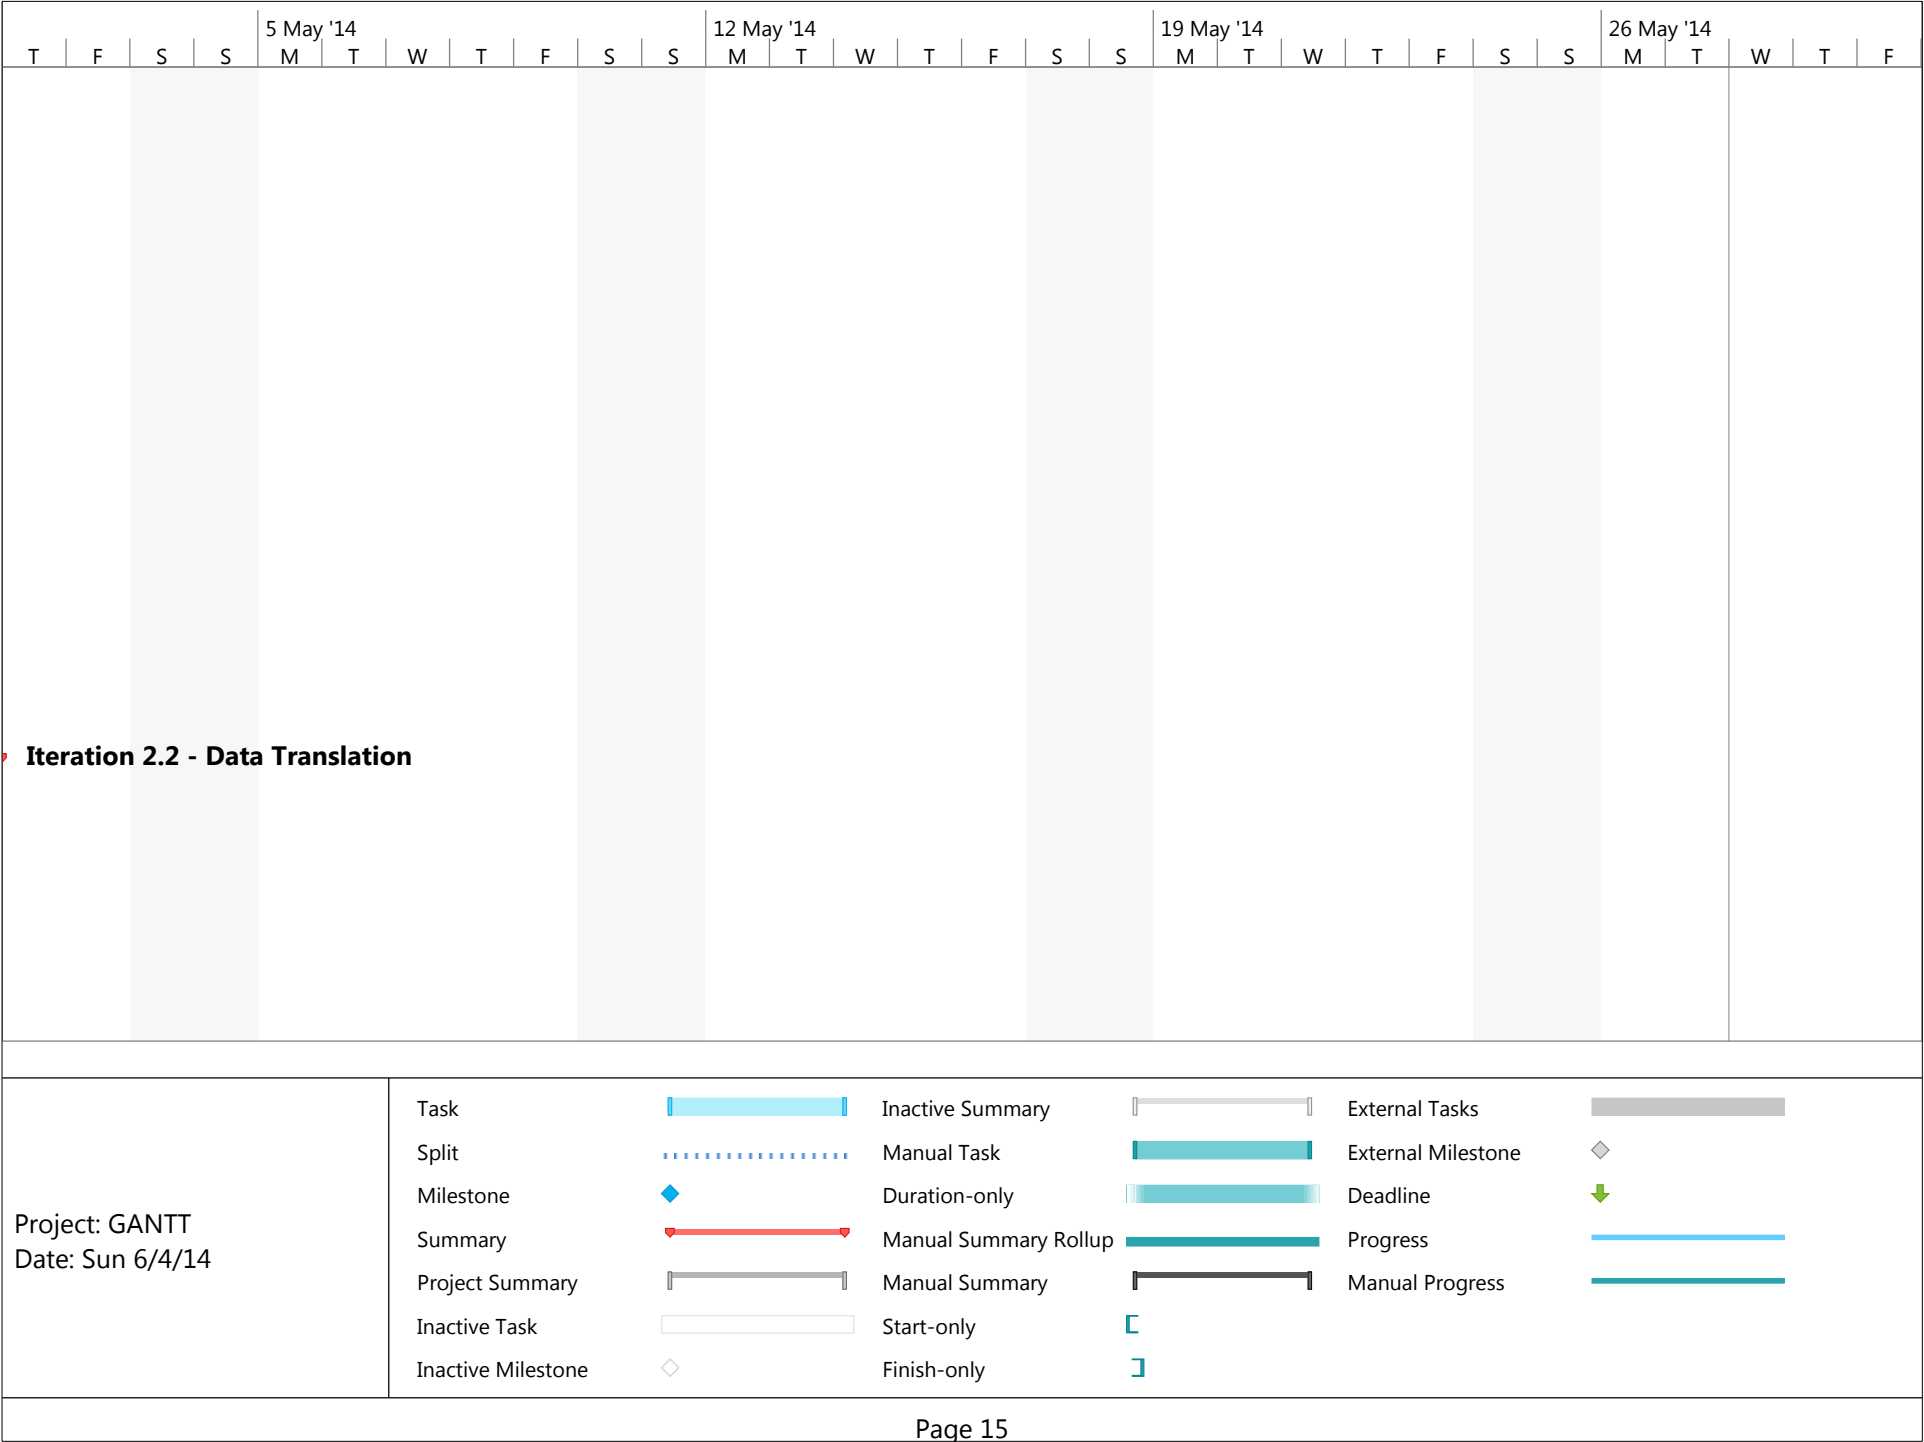 5 May '14 12 May '14 19 May '14 26 May '14
T F S S M T W T F S S M T W T F S S M T W T F S S M T W T F
Iteration 2.2 - Data Translation
Project: GANTT
Date: Sun 6/4/14
Task
Split
Milestone
Summary
Project Summary
Inactive Task
Inactive Milestone
Inactive Summary
Manual Task
Duration-only
Manual Summary Rollup
Manual Summary
Start-only
Finish-only
External Tasks
External Milestone
Deadline
Progress
Manual Progress
Page 15